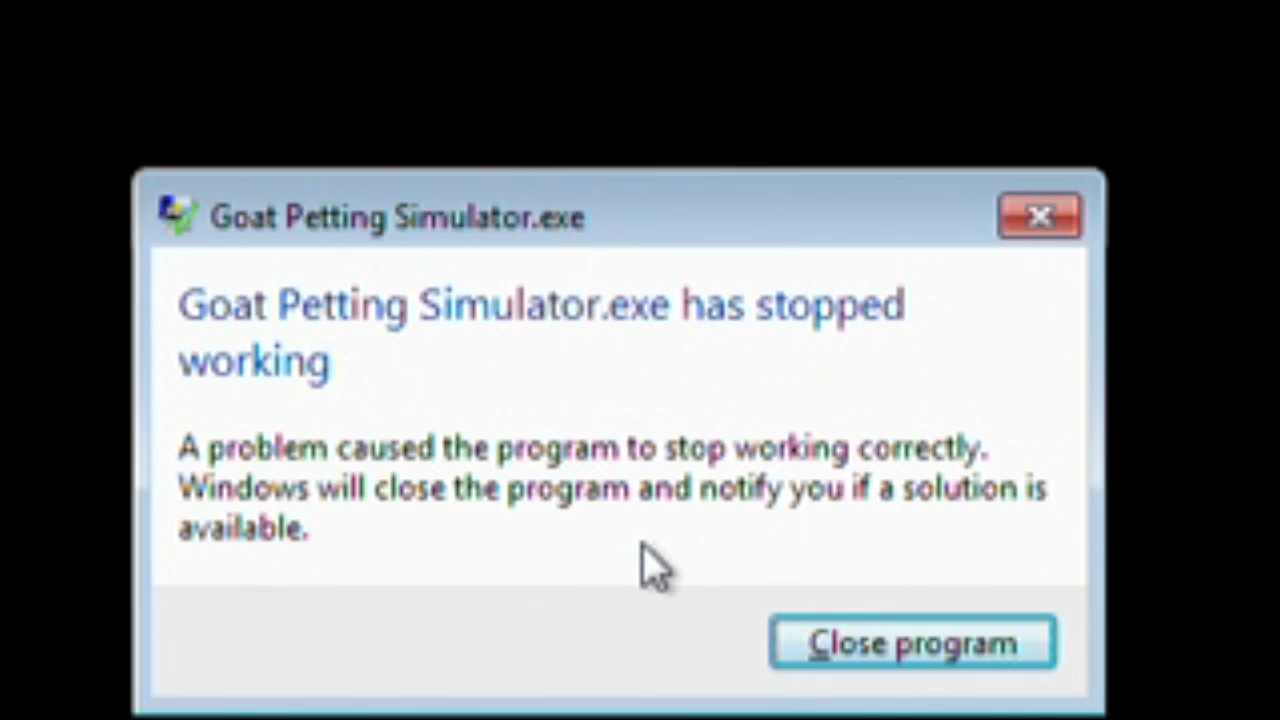 Goat Petting Simulator.exe
Goat Petting Simulator.exe has stopped
working
A problem caused the program to stop working correctly.
Windows will close the program and notify you if a solution is
available.
Close program